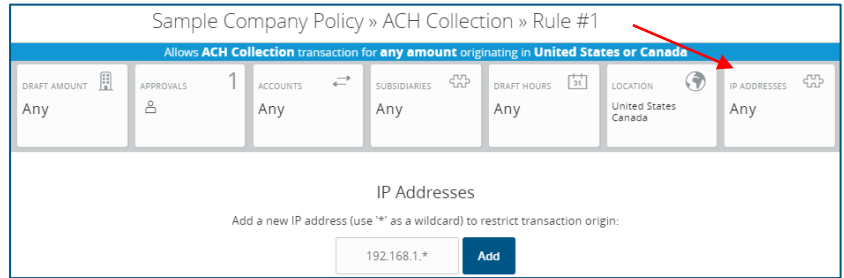 Sample Company Policy » ACH Collection » Rule #1
Allows ACH Collection transaction for any amount originating in United States or Canada
DRAFT AMOUNT
Any
APPROVALS
1
ACCOUNTS
Any
SUBSIDIARIES
Any
DRAFT HOURS
31
Any
LOCATION
United States
Canada
IP ADDRESSES
Any
IP Addresses
Add a new IP address (use '*' as a wildcard) to restrict transaction origin:
192.168.1.*
Add